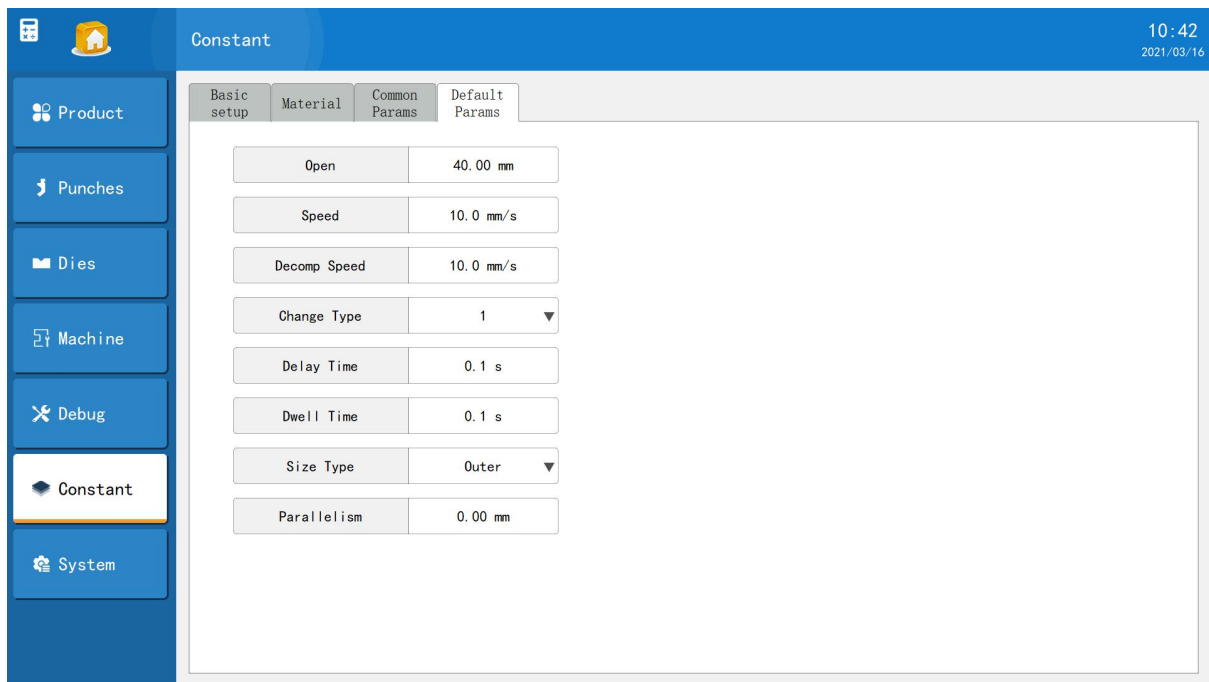 Constant
10:42
2021/03/16
Product
Punches
Dies
Machine
Debug
Constant
System
Basic
setup
Material
Common
Params
Default
Params
Open 40.00 mm
Speed 10.0 mm/s
Decomp Speed 10.0 mm/s
Change Type 1
Delay Time 0.1 s
Dwell Time 0.1 s
Size Type Outer
Parallelism 0.00 mm